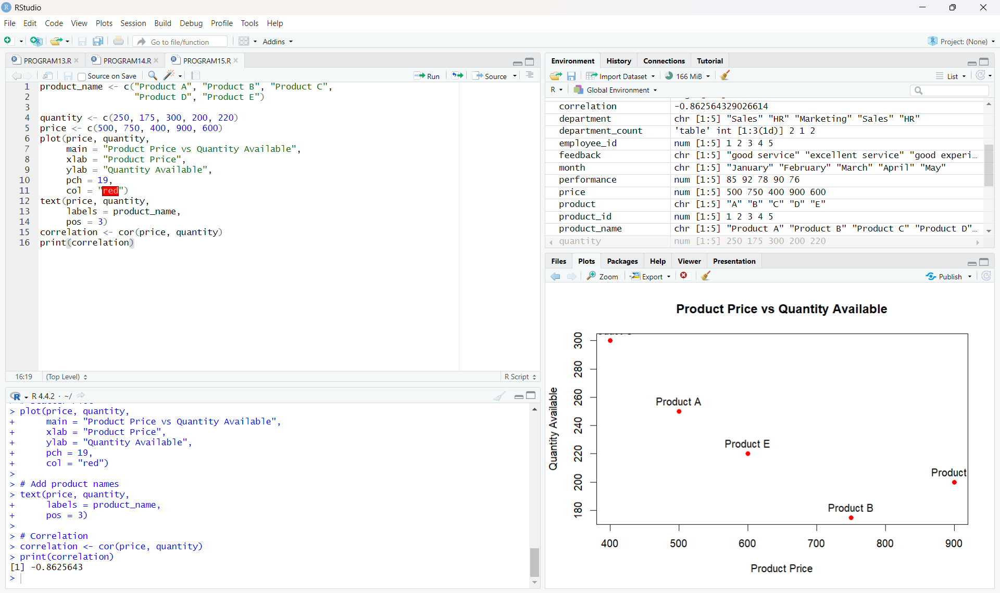 RStudio
File Edit Code View Plots Session Build Debug Profile Tools Help
Go to file/function Addins Project: (None)
PROGRAM13.R PROGRAM14.R PROGRAM15.R
Source on Save Run Source
1 product_name <- c("Product A", "Product B", "Product C",
2 "Product D", "Product E")
3
4 quantity <- c(250, 175, 300, 200, 220)
5 price <- c(500, 750, 400, 900, 600)
6 plot(price, quantity,
7 main = "Product Price vs Quantity Available",
8 xlab = "Product Price",
9 ylab = "Quantity Available",
10 pch = 19,
11 col = "red")
12 text(price, quantity,
13 labels = product_name,
14 pos = 3)
15 correlation <- cor(price, quantity)
16 print(correlation)
16:19 (Top Level) R Script
R 4.4.2 · ~/
> plot(price, quantity,
+ main = "Product Price vs Quantity Available",
+ xlab = "Product Price",
+ ylab = "Quantity Available",
+ pch = 19,
+ col = "red")
>
> # Add product names
> text(price, quantity,
+ labels = product_name,
+ pos = 3)
>
> # Correlation
> correlation <- cor(price, quantity)
> print(correlation)
[1] -0.8625643
>
Environment History Connections Tutorial
Import Dataset 166 MiB List
R Global Environment
correlation -0.862564329026614
department chr [1:5] "Sales" "HR" "Marketing" "Sales" "HR"
department_count 'table' int [1:3(1d)] 2 1 2
employee_id num [1:5] 1 2 3 4 5
feedback chr [1:5] "good service" "excellent service" "good experi…
month chr [1:5] "January" "February" "March" "April" "May"
performance num [1:5] 85 92 78 90 76
price num [1:5] 500 750 400 900 600
product chr [1:5] "A" "B" "C" "D" "E"
product_id num [1:5] 1 2 3 4 5
product_name chr [1:5] "Product A" "Product B" "Product C" "Product D"…
quantity num [1:5] 250 175 300 200 220
Files Plots Packages Help Viewer Presentation
Zoom Export Publish
Product Price vs Quantity Available
Quantity Available
300
280
260
240
220
200
180
Product A
Product E
Product
Product B
400 500 600 700 800 900
Product Price